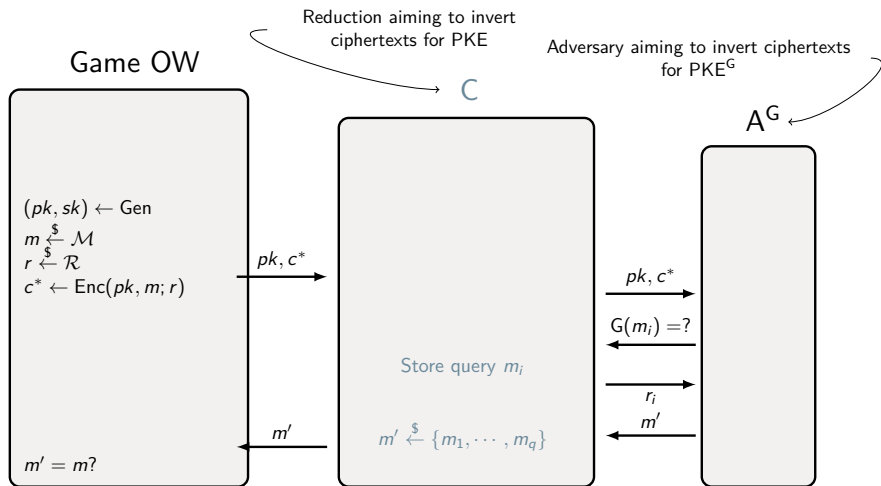 Reduction aiming to invert
ciphertexts for PKE
Adversary aiming to invert ciphertexts
for PKE^G
Game OW
C
A^G
(pk, sk) ← Gen
m ←$ ℳ
r ←$ ℛ
c* ← Enc(pk, m; r)
pk, c*
pk, c*
G(m_i) =?
Store query m_i
r_i
m′
m′ ←$ {m_1, ⋯ , m_q}
m′
m′ = m?